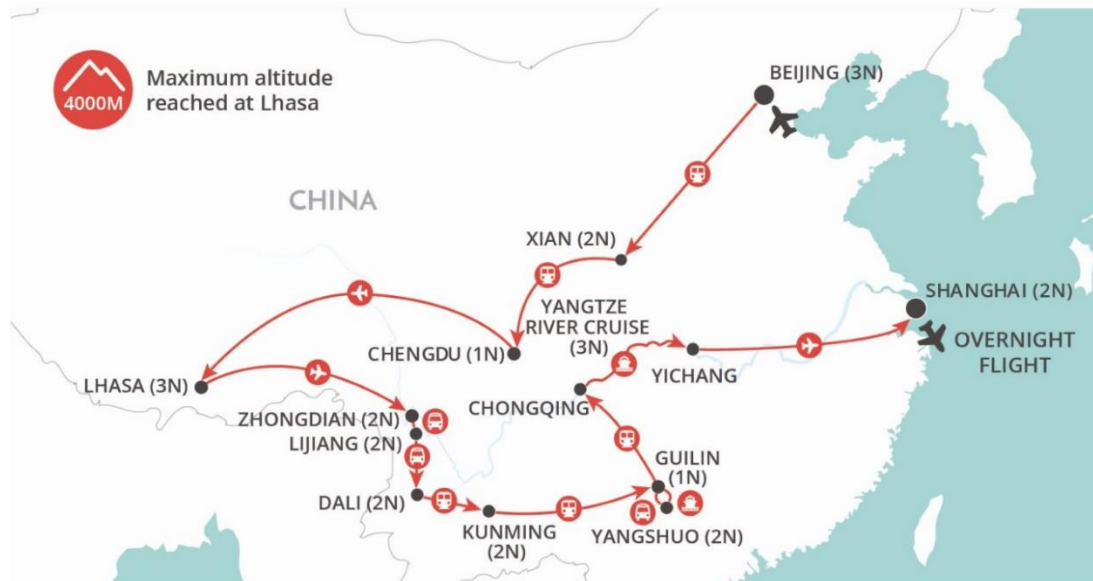 4000M
Maximum altitude
reached at Lhasa
BEIJING (3N)
CHINA
XIAN (2N)
YANGTZE
RIVER CRUISE
(3N)
SHANGHAI (2N)
OVERNIGHT
FLIGHT
CHENGDU (1N)
YICHANG
LHASA (3N)
CHONGQING
ZHONGDIAN (2N)
LIJIANG (2N)
GUILIN
(1N)
DALI (2N)
KUNMING
(2N)
YANGSHUO (2N)